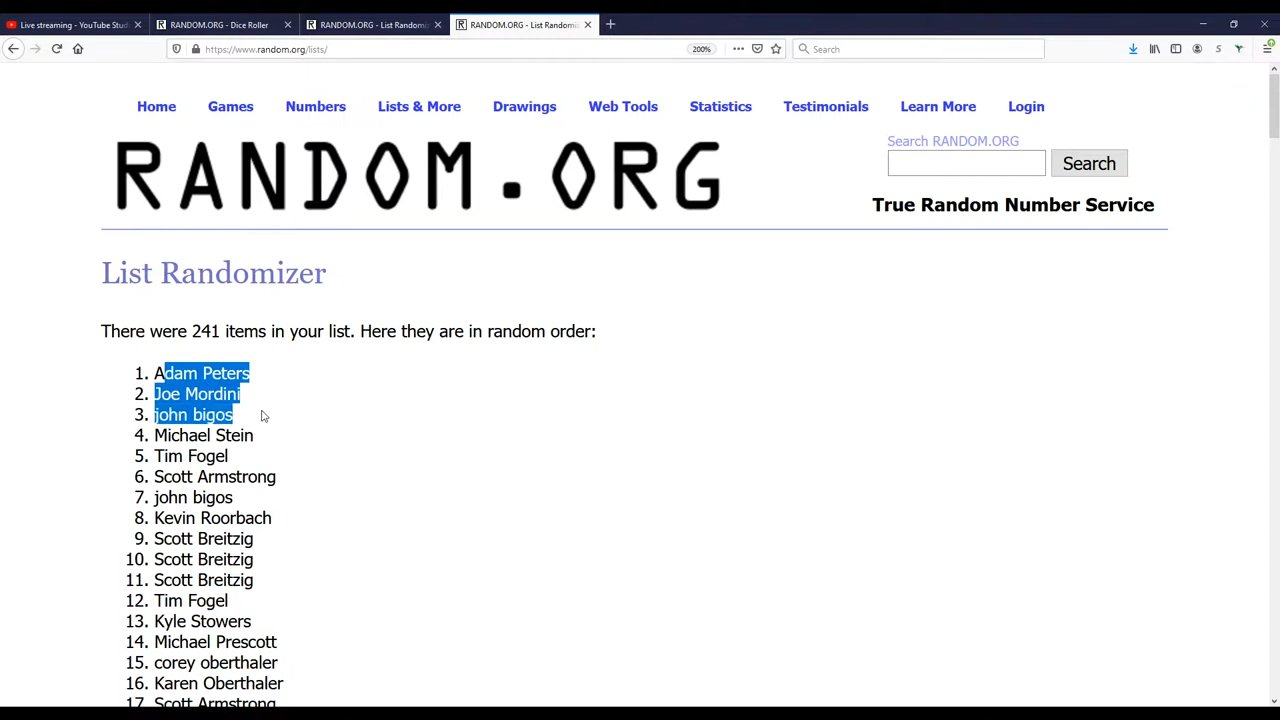 Live streaming - YouTube Stud
RANDOM.ORG - Dice Roller
RANDOM.ORG - List Randomiz
RANDOM.ORG - List Randomiz
https://www.random.org/lists/
200%
Search
Home Games Numbers Lists & More Drawings Web Tools Statistics Testimonials Learn More Login
RANDOM.ORG
Search RANDOM.ORG
Search
True Random Number Service
List Randomizer
There were 241 items in your list. Here they are in random order:
1. Adam Peters
2. Joe Mordini
3. john bigos
4. Michael Stein
5. Tim Fogel
6. Scott Armstrong
7. john bigos
8. Kevin Roorbach
9. Scott Breitzig
10. Scott Breitzig
11. Scott Breitzig
12. Tim Fogel
13. Kyle Stowers
14. Michael Prescott
15. corey oberthaler
16. Karen Oberthaler
17. Scott Armstrong